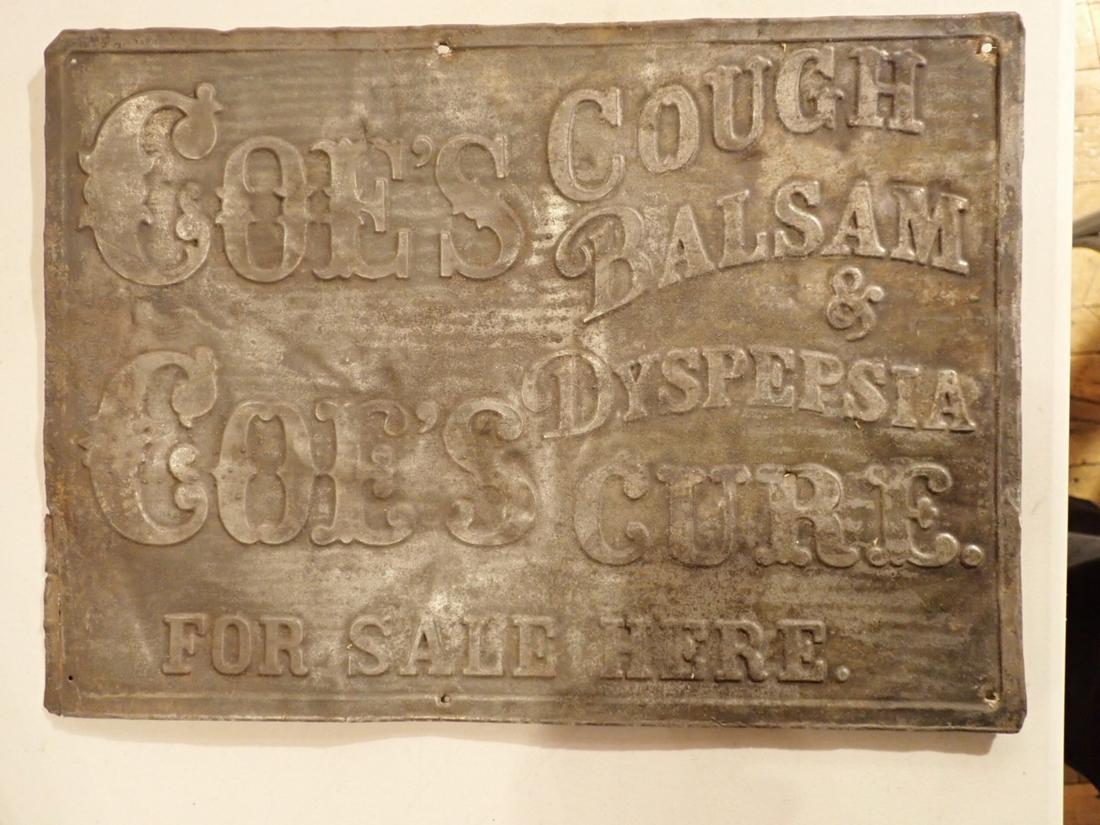 COE'S COUGH
BALSAM
&
COE'S DYSPEPSIA
CURE.
FOR SALE HERE.